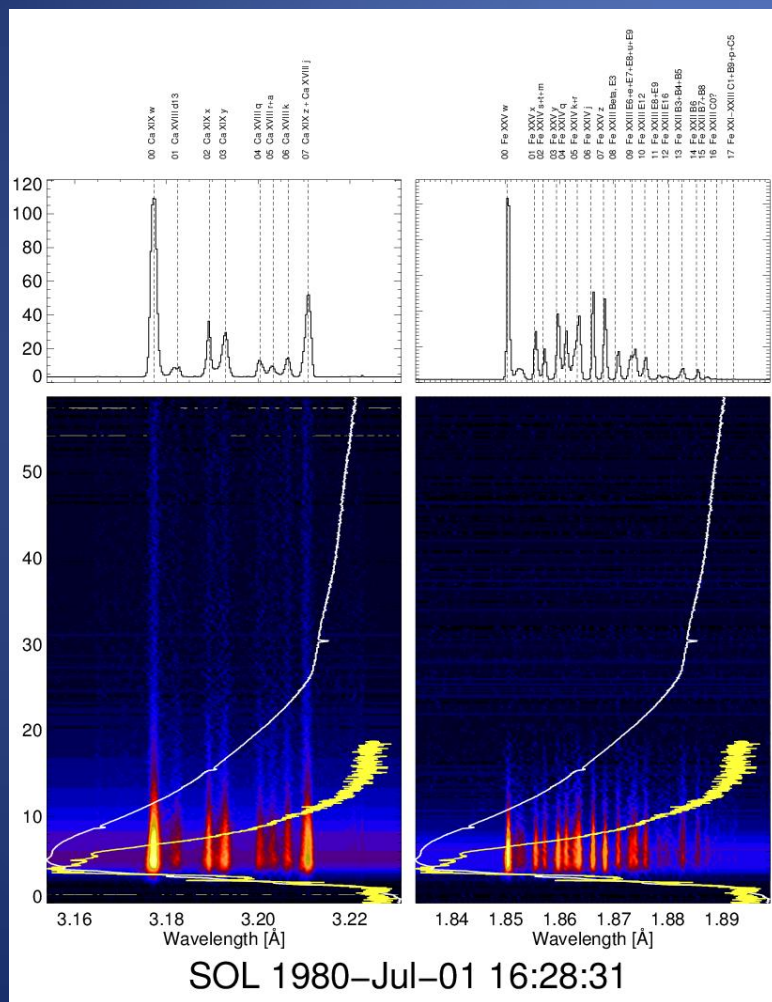 00 Ca XIX w
01 Ca XVIII d13
02 Ca XIX x
03 Ca XIX y
04 Ca XVIII q
05 Ca XVIII r+a
06 Ca XVIII k
07 Ca XIX z + Ca XVIII j
00 Fe XXV w
01 Fe XXV x
02 Fe XXIV s+t+m
03 Fe XXV y
04 Fe XXIV q
05 Fe XXIV k+r
06 Fe XXIV j
07 Fe XXV z
08 Fe XXIII Beta, E3
09 Fe XXIII E6+e+E7+E8+u+E9
10 Fe XXIII E12
11 Fe XXIII E8+E9
12 Fe XXIII E16
13 Fe XXII B3+B4+B5
14 Fe XXII B6
15 Fe XXII B7+B8
16 Fe XXIII C0?
17 Fe XXI-XXIII C1+B9+p+C5
120
100
80
60
40
20
0
50
40
30
20
10
0
3.16 3.18 3.20 3.22
1.84 1.85 1.86 1.87 1.88 1.89
Wavelength [Å] Wavelength [Å]
SOL 1980-Jul-01 16:28:31